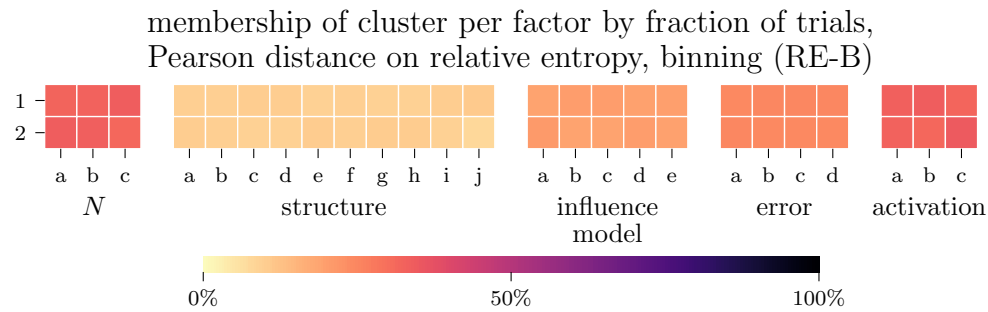 membership of cluster per factor by fraction of trials,
Pearson distance on relative entropy, binning (RE-B)
1
2
a b c
a b c d e f g h i j
a b c d e
a b c d
a b c
N
structure
influence
model
error
activation
0% 50% 100%